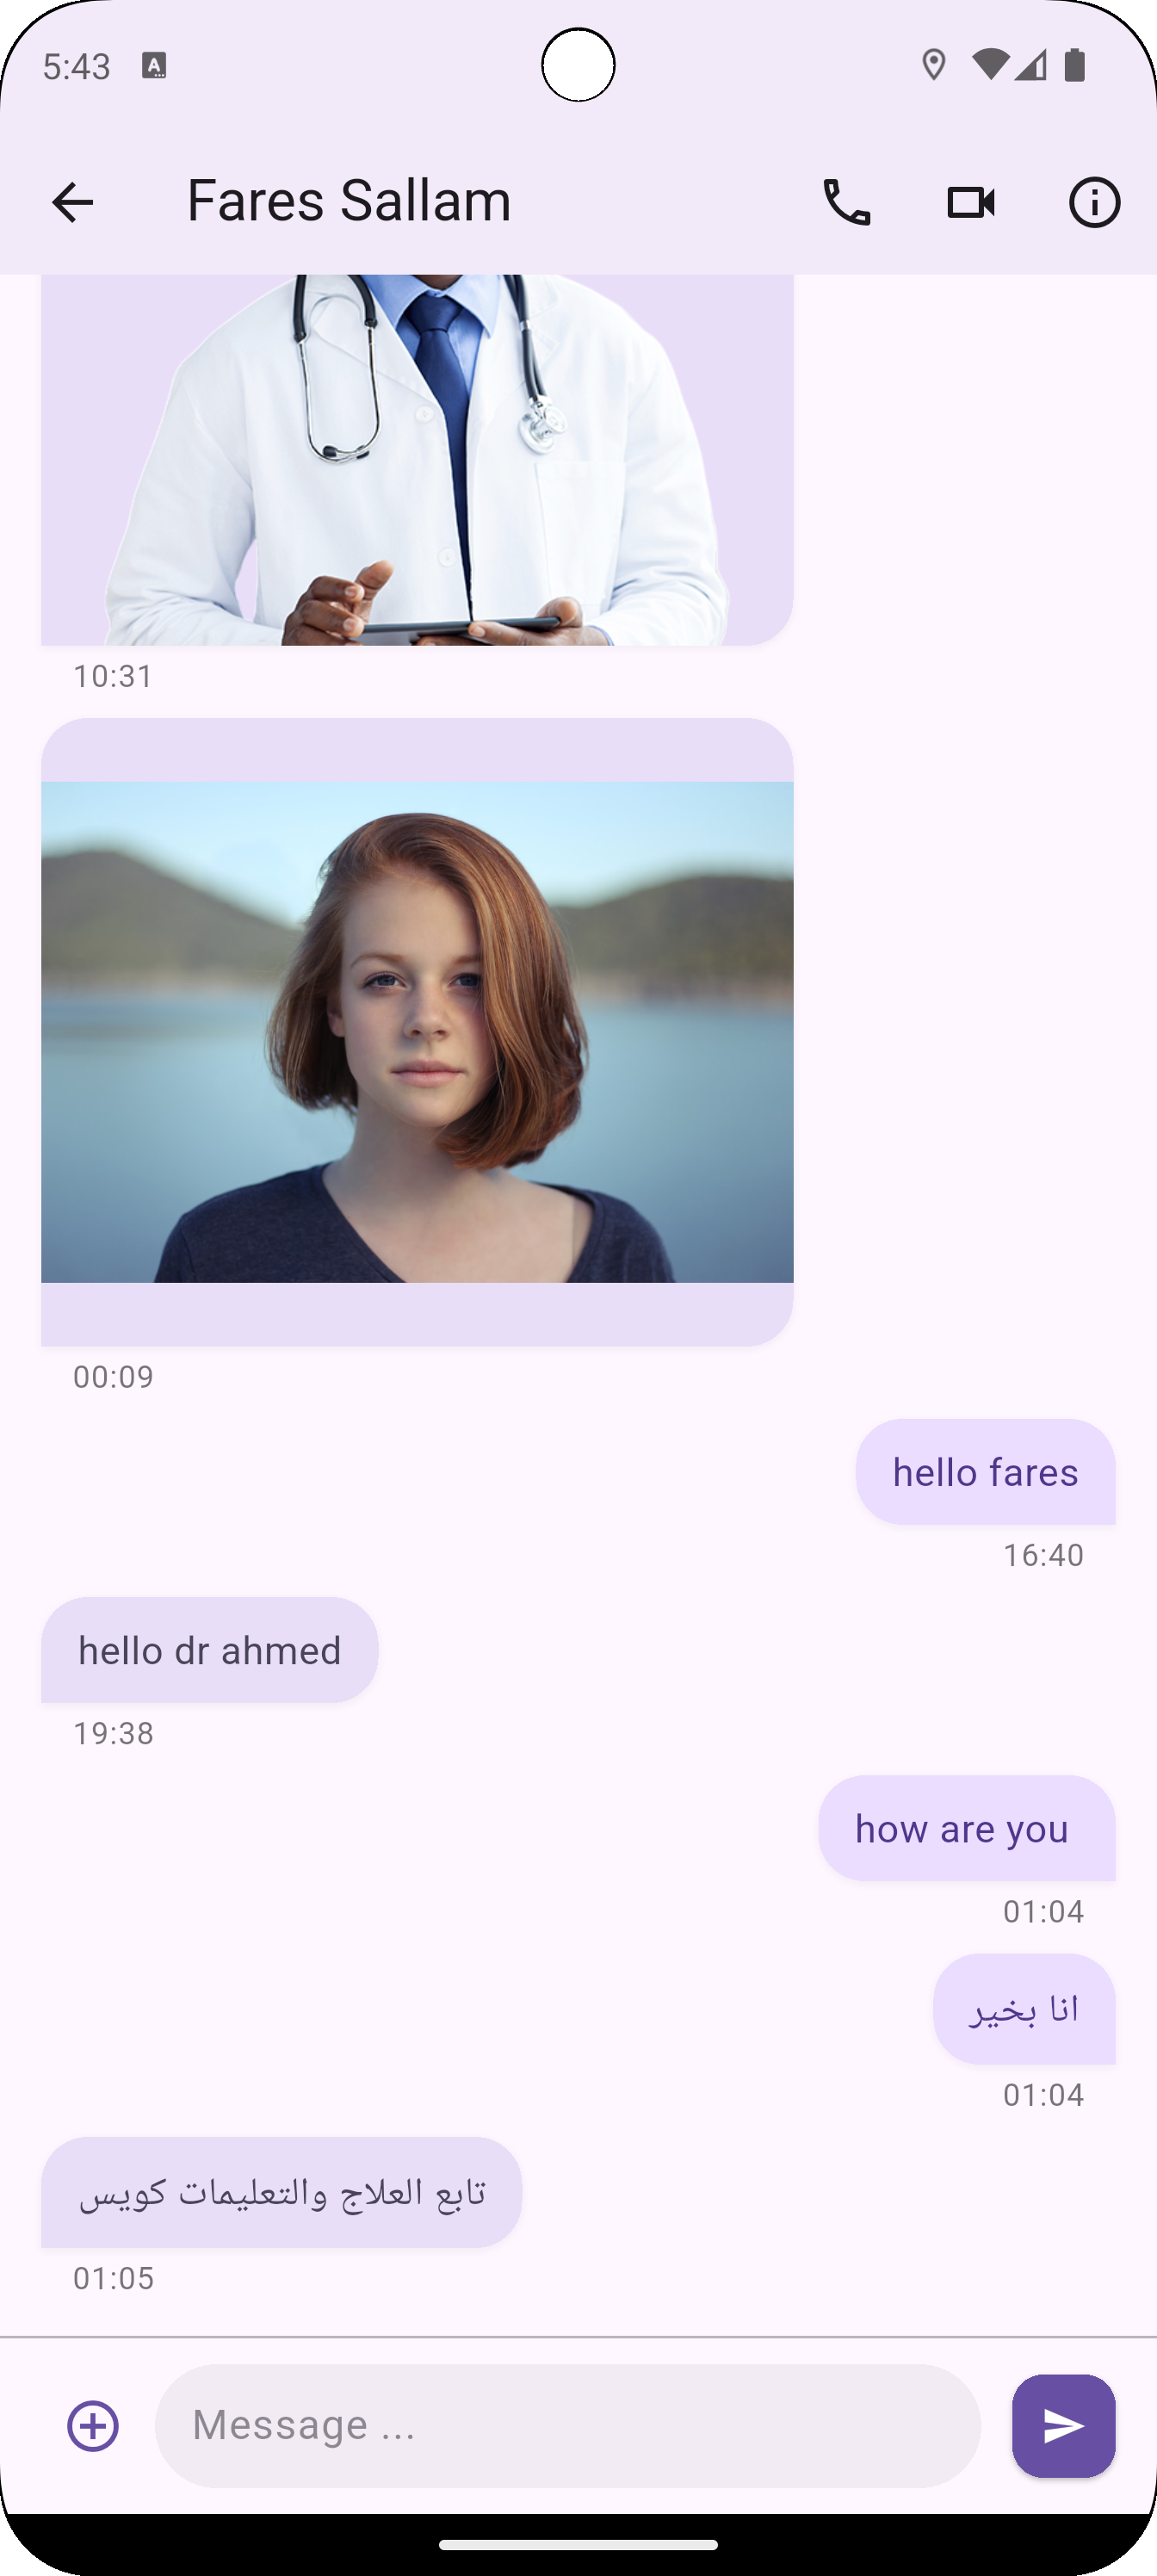 5:43
Fares Sallam
10:31
00:09
hello fares
16:40
hello dr ahmed
19:38
how are you
01:04
انا بخير
01:04
تابع العلاج والتعليمات كويس
01:05
Message ...